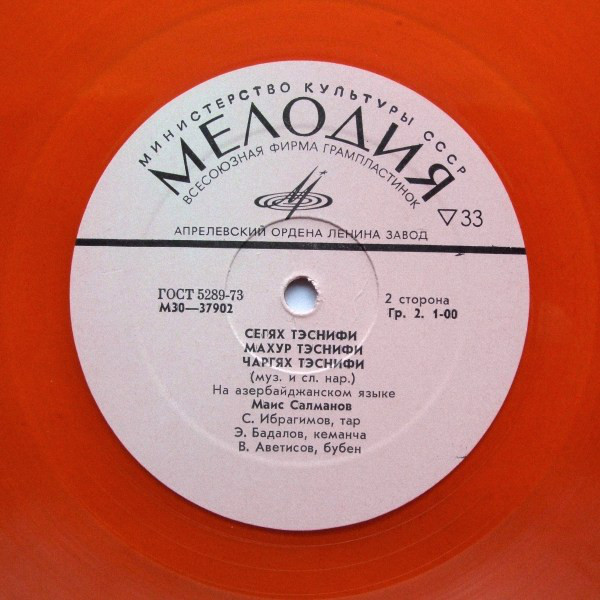 МИНИСТЕРСТВО КУЛЬТУРЫ СССР
МЕЛОДИЯ
ВСЕСОЮЗНАЯ ФИРМА ГРАМПЛАСТИНОК
▽33
АПРЕЛЕВСКИЙ ОРДЕНА ЛЕНИНА ЗАВОД
ГОСТ 5289-73
М30—37902
2 сторона
Гр. 2. 1-00
СЕГЯХ ТЭСНИФИ
МАХУР ТЭСНИФИ
ЧАРГЯХ ТЭСНИФИ
(муз. и сл. нар.)
На азербайджанском языке
Маис Салманов
С. Ибрагимов, тар
Э. Бадалов, кеманча
В. Аветисов, бубен